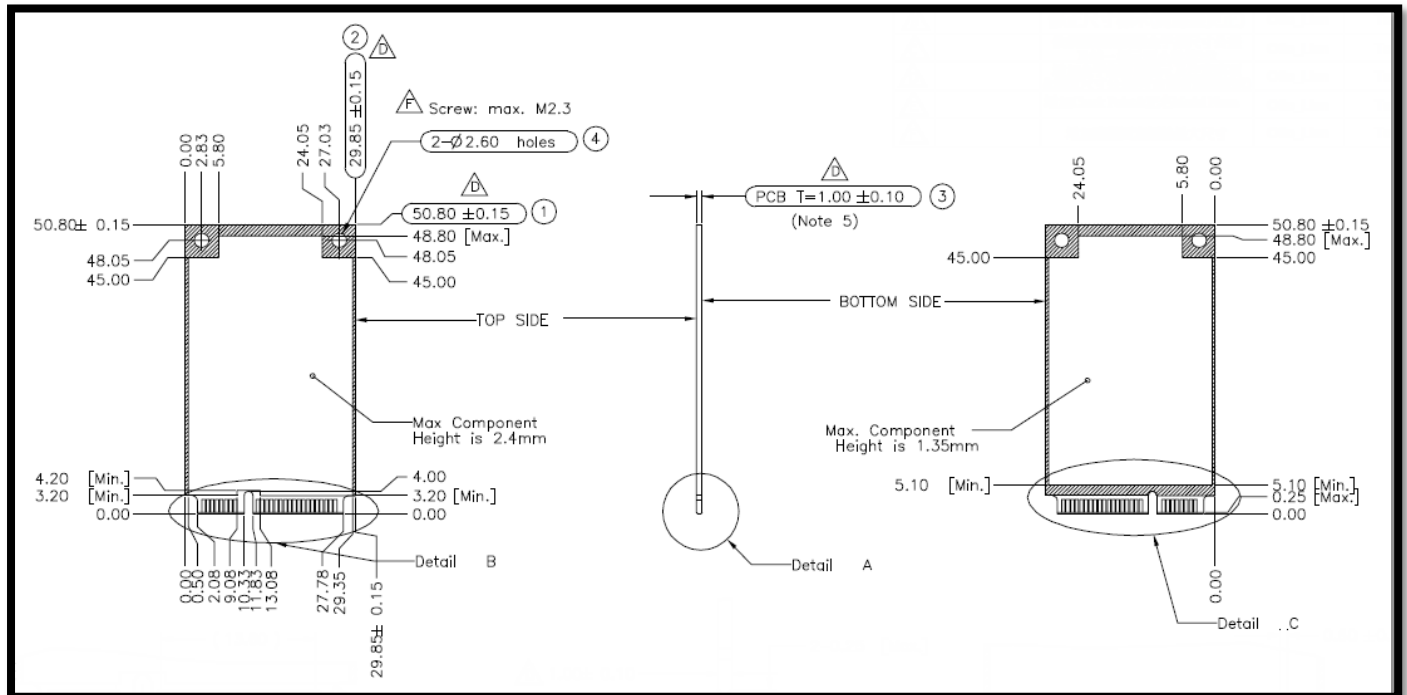 2
D
29.85 ±0.15
F
Screw: max. M2.3
2-Ø2.60 holes
4
0.00
2.83
5.80
24.05
27.03
D
50.80 ±0.15
1
50.80± 0.15
48.80 [Max.]
48.05
48.05
45.00
45.00
TOP SIDE
Max Component
Height is 2.4mm
4.20 [Min.]
4.00
3.20 [Min.]
3.20 [Min.]
0.00
0.00
Detail B
0.00
0.50
2.08
9.08
10.33
11.83
13.08
27.78
29.35
29.85± 0.15
D
PCB T=1.00 ±0.10
3
(Note 5)
BOTTOM SIDE
Detail A
24.05
5.80
0.00
50.80 ±0.15
48.80 [Max.]
45.00
45.00
Max. Component
Height is 1.35mm
5.10 [Min.]
5.10 [Min.]
0.25 [Max.]
0.00
0.00
Detail ..C